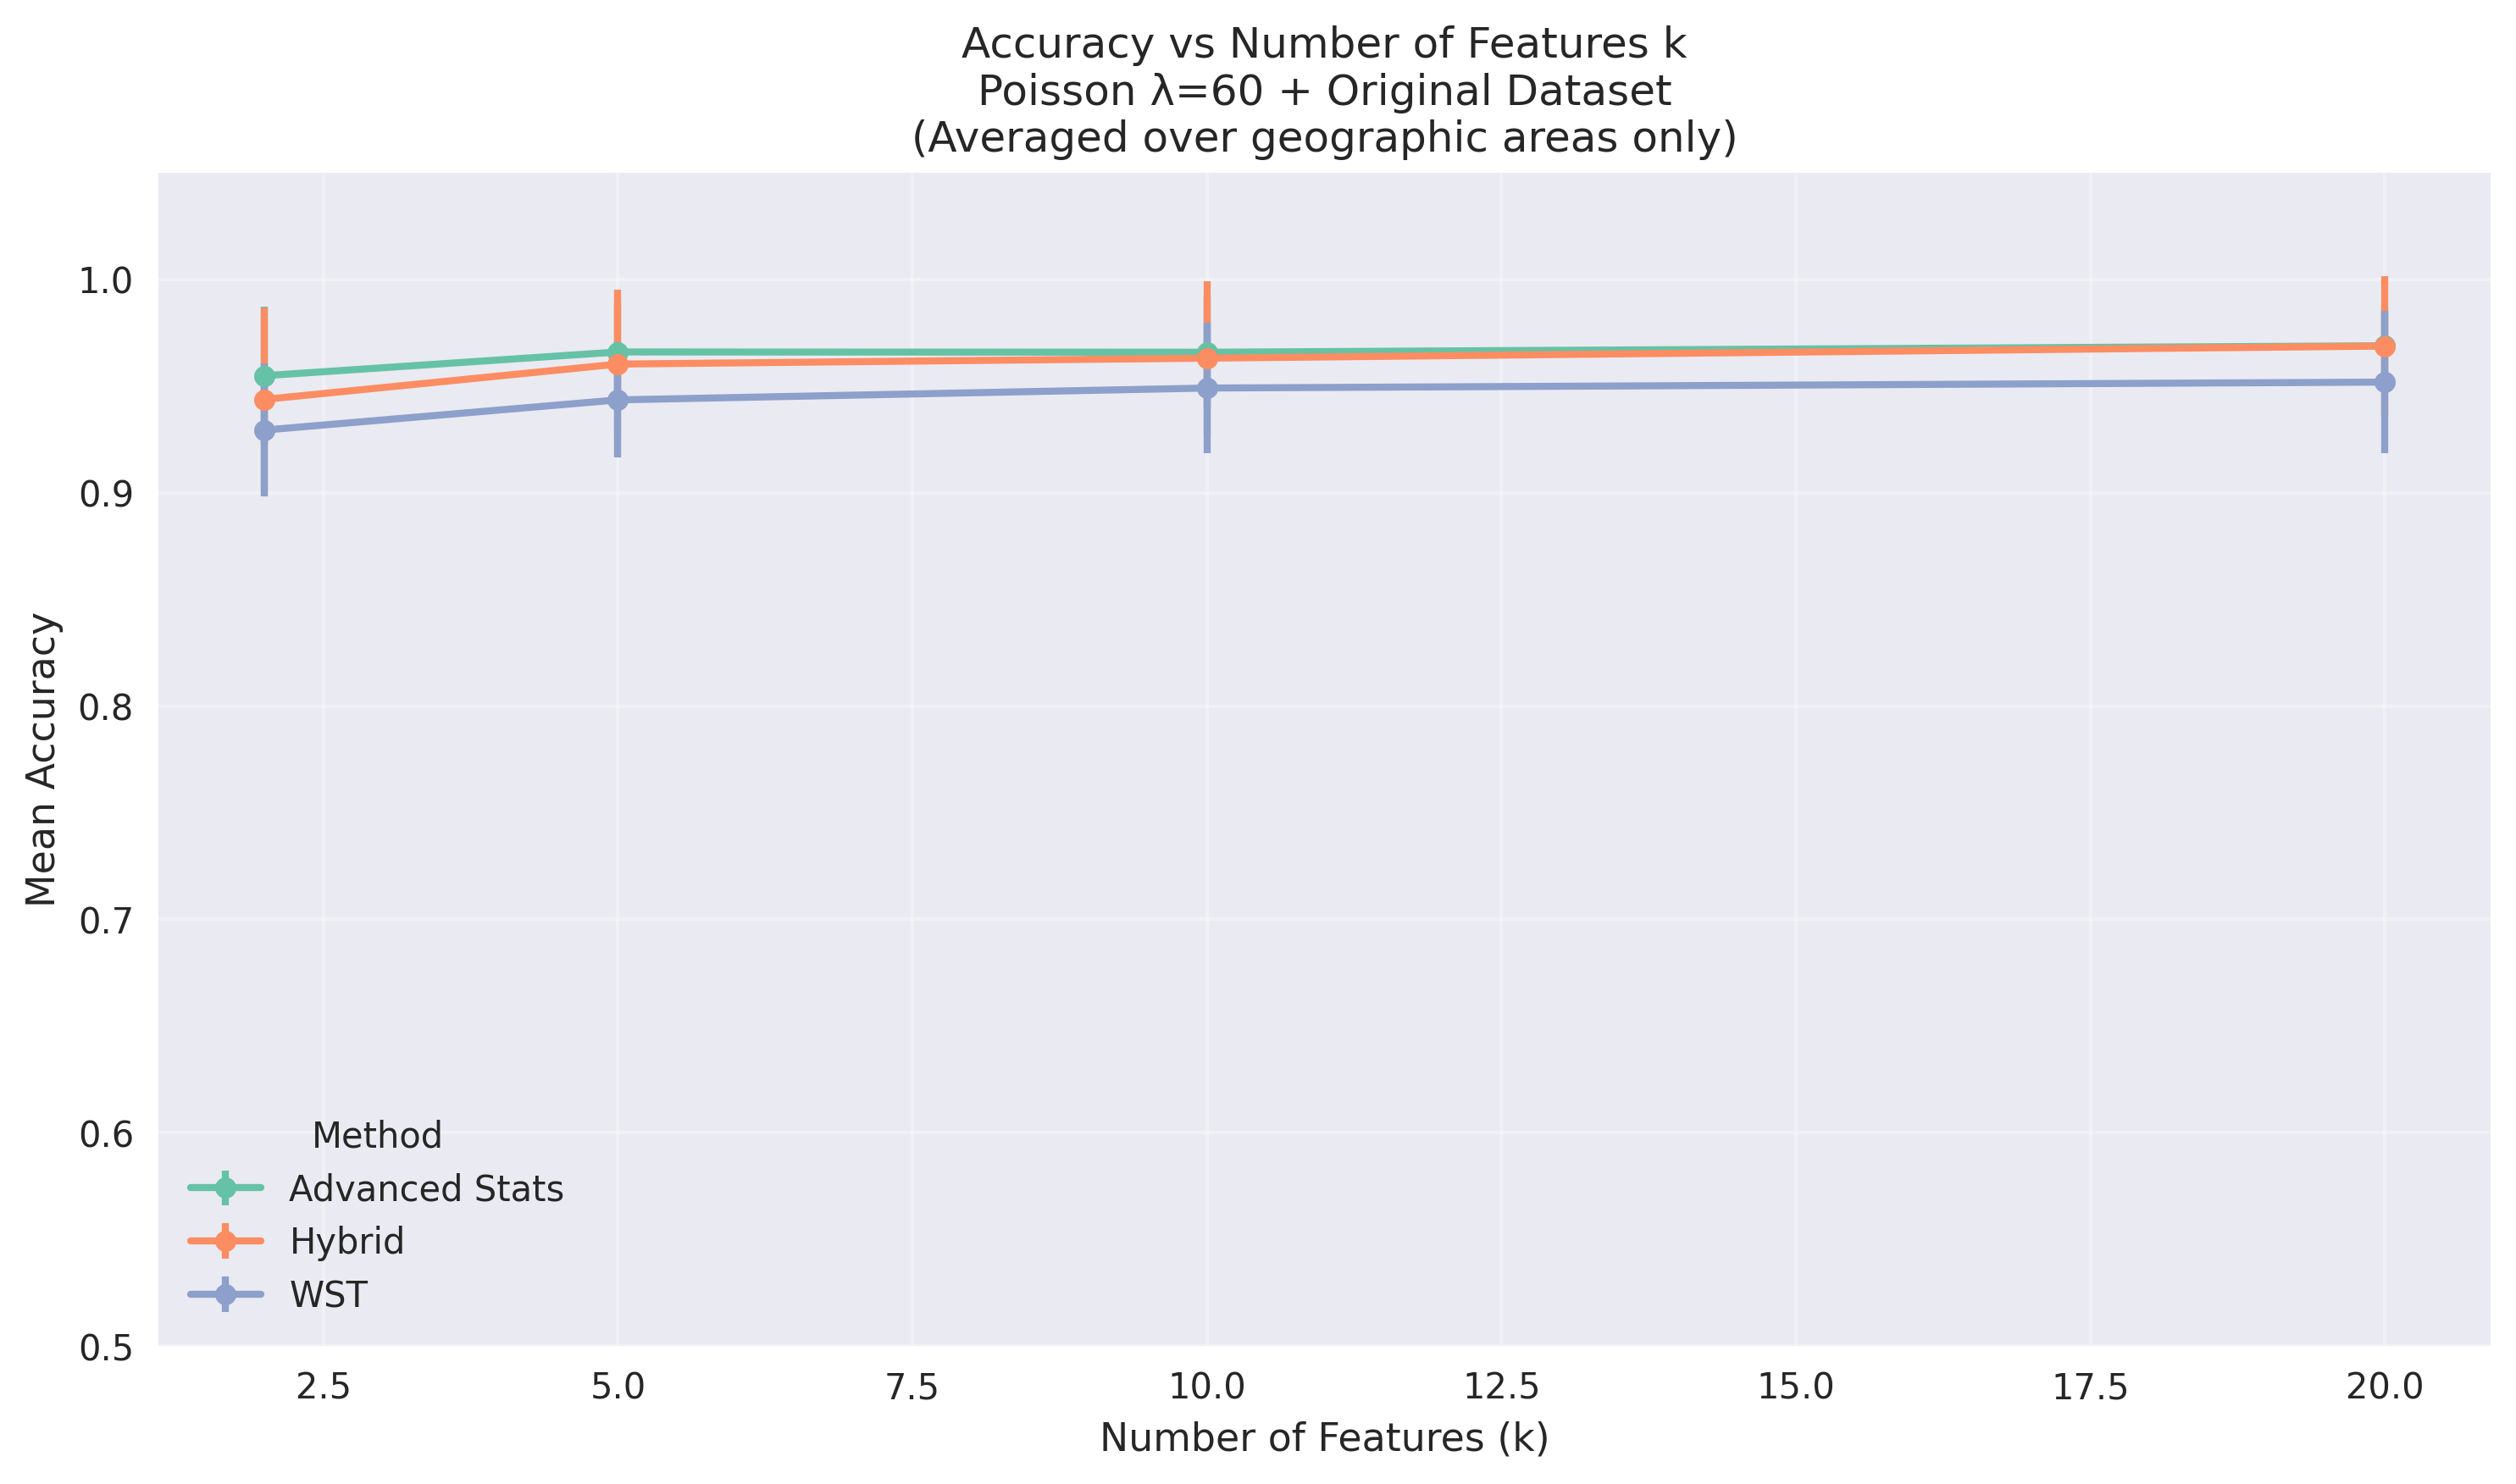 Accuracy vs Number of Features k
Poisson λ=60 + Original Dataset
(Averaged over geographic areas only)
Mean Accuracy
1.0
0.9
0.8
0.7
0.6
0.5
Method
Advanced Stats
Hybrid
WST
2.5 5.0 7.5 10.0 12.5 15.0 17.5 20.0
Number of Features (k)